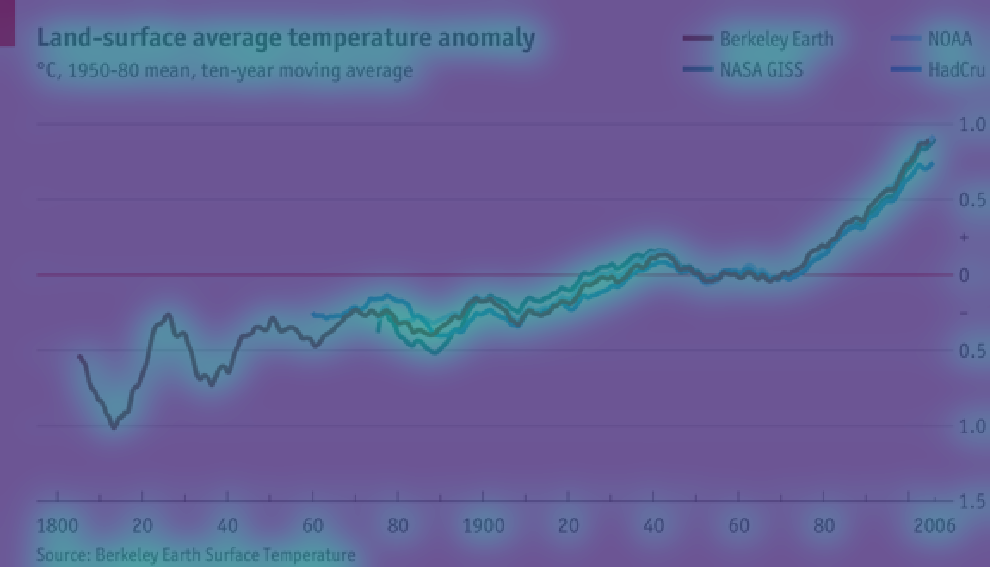 Land-surface average temperature anomaly
°C, 1950-80 mean, ten-year moving average
Berkeley Earth
NOAA
NASA GISS
HadCru
1.0
0.5
+
0
–
0.5
1.0
1.5
1800 20 40 60 80 1900 20 40 60 80 2006
Source: Berkeley Earth Surface Temperature